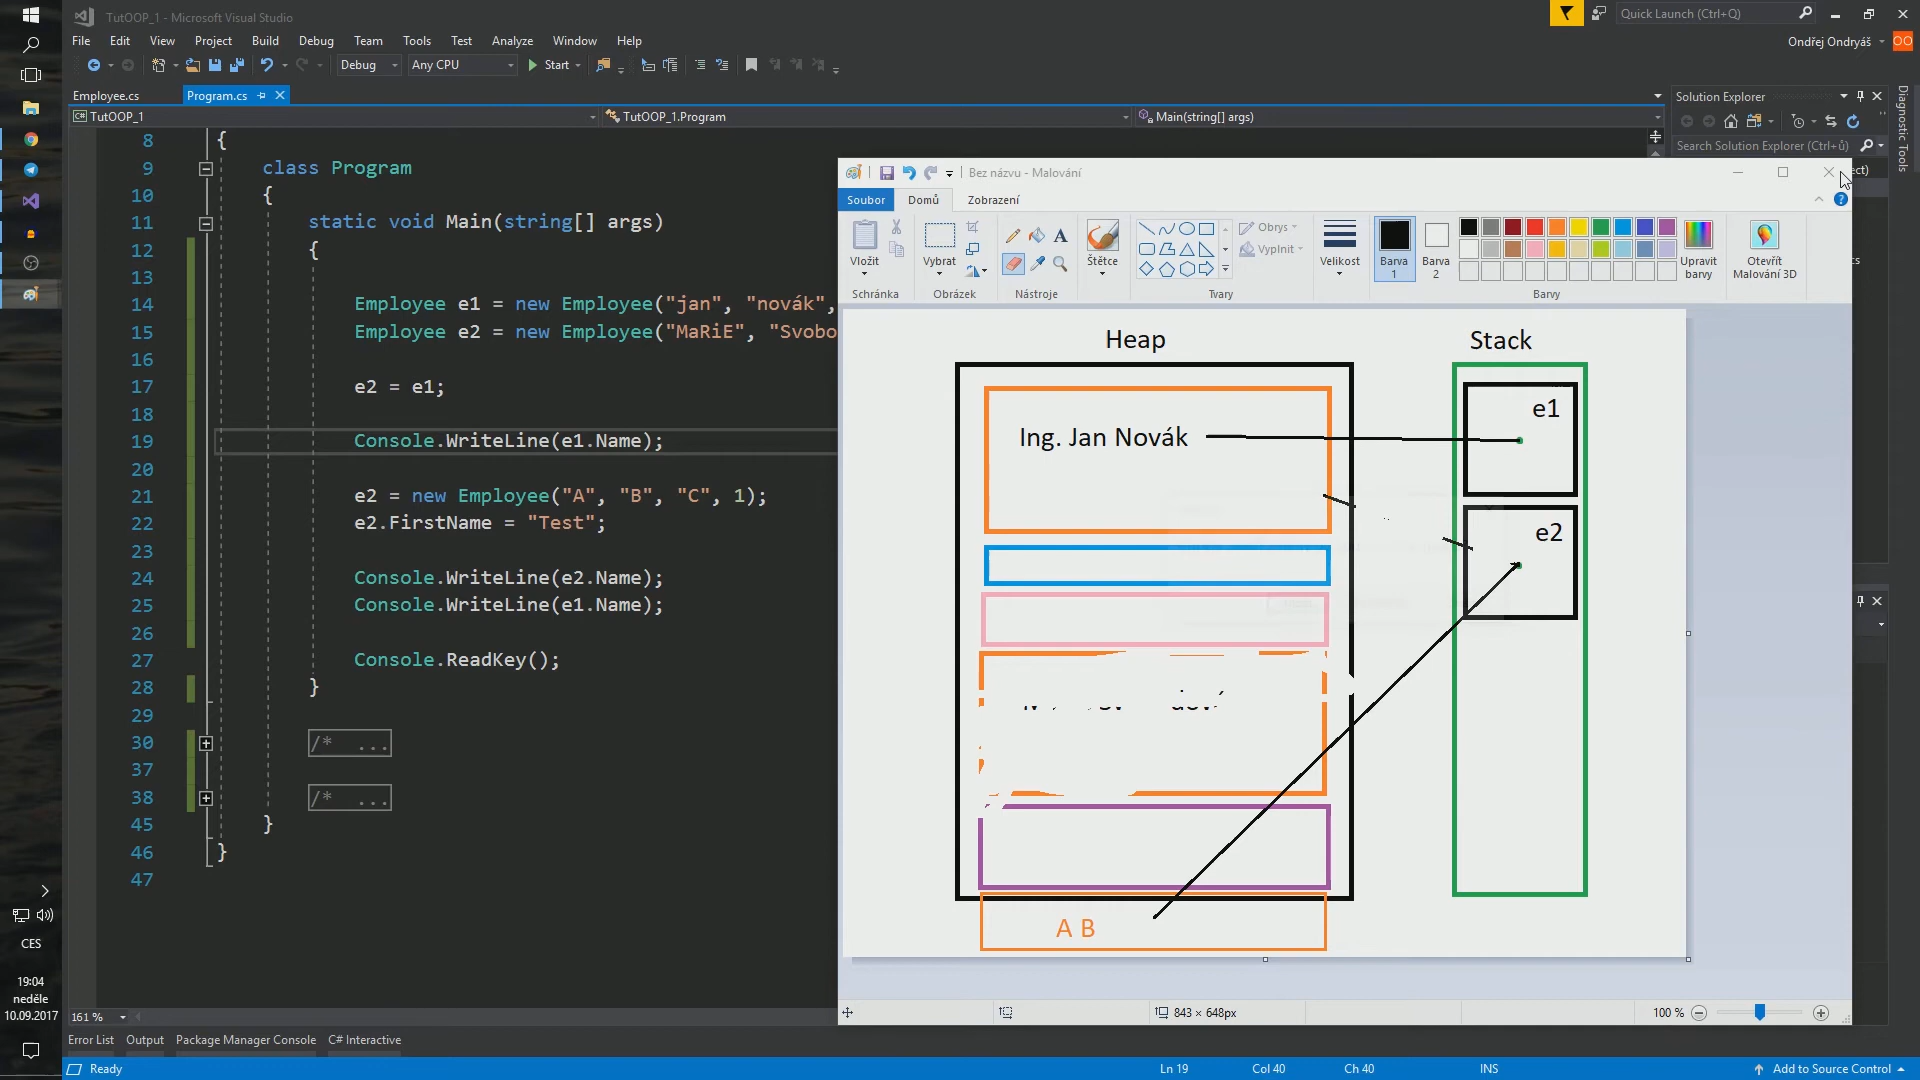 TutOOP_1 - Microsoft Visual Studio
Quick Launch (Ctrl+Q)
File Edit View Project Build Debug Team Tools Test Analyze Window Help
Ondřej Ondryáš
OO
Debug
Any CPU
Start
Employee.cs
Program.cs
Solution Explorer
Diagnostic Tools
TutOOP_1
TutOOP_1.Program
Main(string[] args)
Search Solution Explorer (Ctrl+ů)
8 {
9 class Program
10 {
11 static void Main(string[] args)
12 {
13
14 Employee e1 = new Employee("jan", "novák",
15 Employee e2 = new Employee("MaRiE", "Svobo
16
17 e2 = e1;
18
19 Console.WriteLine(e1.Name);
20
21 e2 = new Employee("A", "B", "C", 1);
22 e2.FirstName = "Test";
23
24 Console.WriteLine(e2.Name);
25 Console.WriteLine(e1.Name);
26
27 Console.ReadKey();
28 }
29
30 /* ...
37
38 /* ...
45 }
46 }
47
Bez názvu - Malování
ect)
Soubor
Domů
Zobrazení
Vložit
Vybrat
Štětce
Obrys
Vyplnit
Velikost
Barva 1
Barva 2
Upravit barvy
Otevřít Malování 3D
Schránka
Obrázek
Nástroje
Tvary
Barvy
cs
Heap
Stack
Ing. Jan Novák
e1
e2
A B
843 × 648px
100 %
CES
19:04
neděle
10.09.2017
161 %
Error List
Output
Package Manager Console
C# Interactive
Ready
Ln 19
Col 40
Ch 40
INS
Add to Source Control